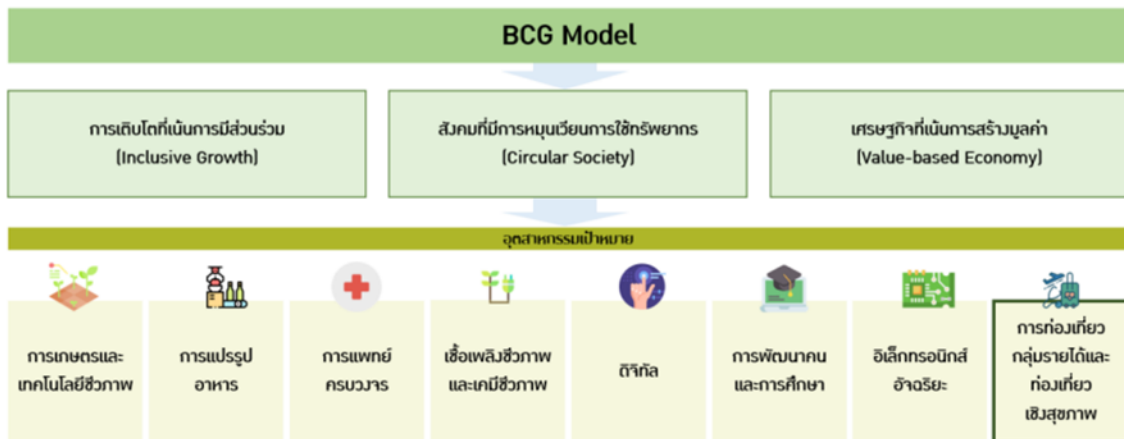 BCG Model
การเติบโตที่เน้นการมีส่วนร่วม
(Inclusive Growth)
สังคมที่มีการหมุนเวียนการใช้ทรัพยากร
(Circular Society)
เศรษฐกิจที่เน้นการสร้างมูลค่า
(Value-based Economy)
อุตสาหกรรมเป้าหมาย
การเกษตรและ
เทคโนโลยีชีวภาพ
การแปรรูป
อาหาร
การแพทย์
ครบวงจร
เชื้อเพลิงชีวภาพ
และเคมีชีวภาพ
ดิจิทัล
การพัฒนาคน
และการศึกษา
อิเล็กทรอนิกส์
อัจฉริยะ
การท่องเที่ยว
กลุ่มรายได้และ
ท่องเที่ยว
เชิงสุขภาพ